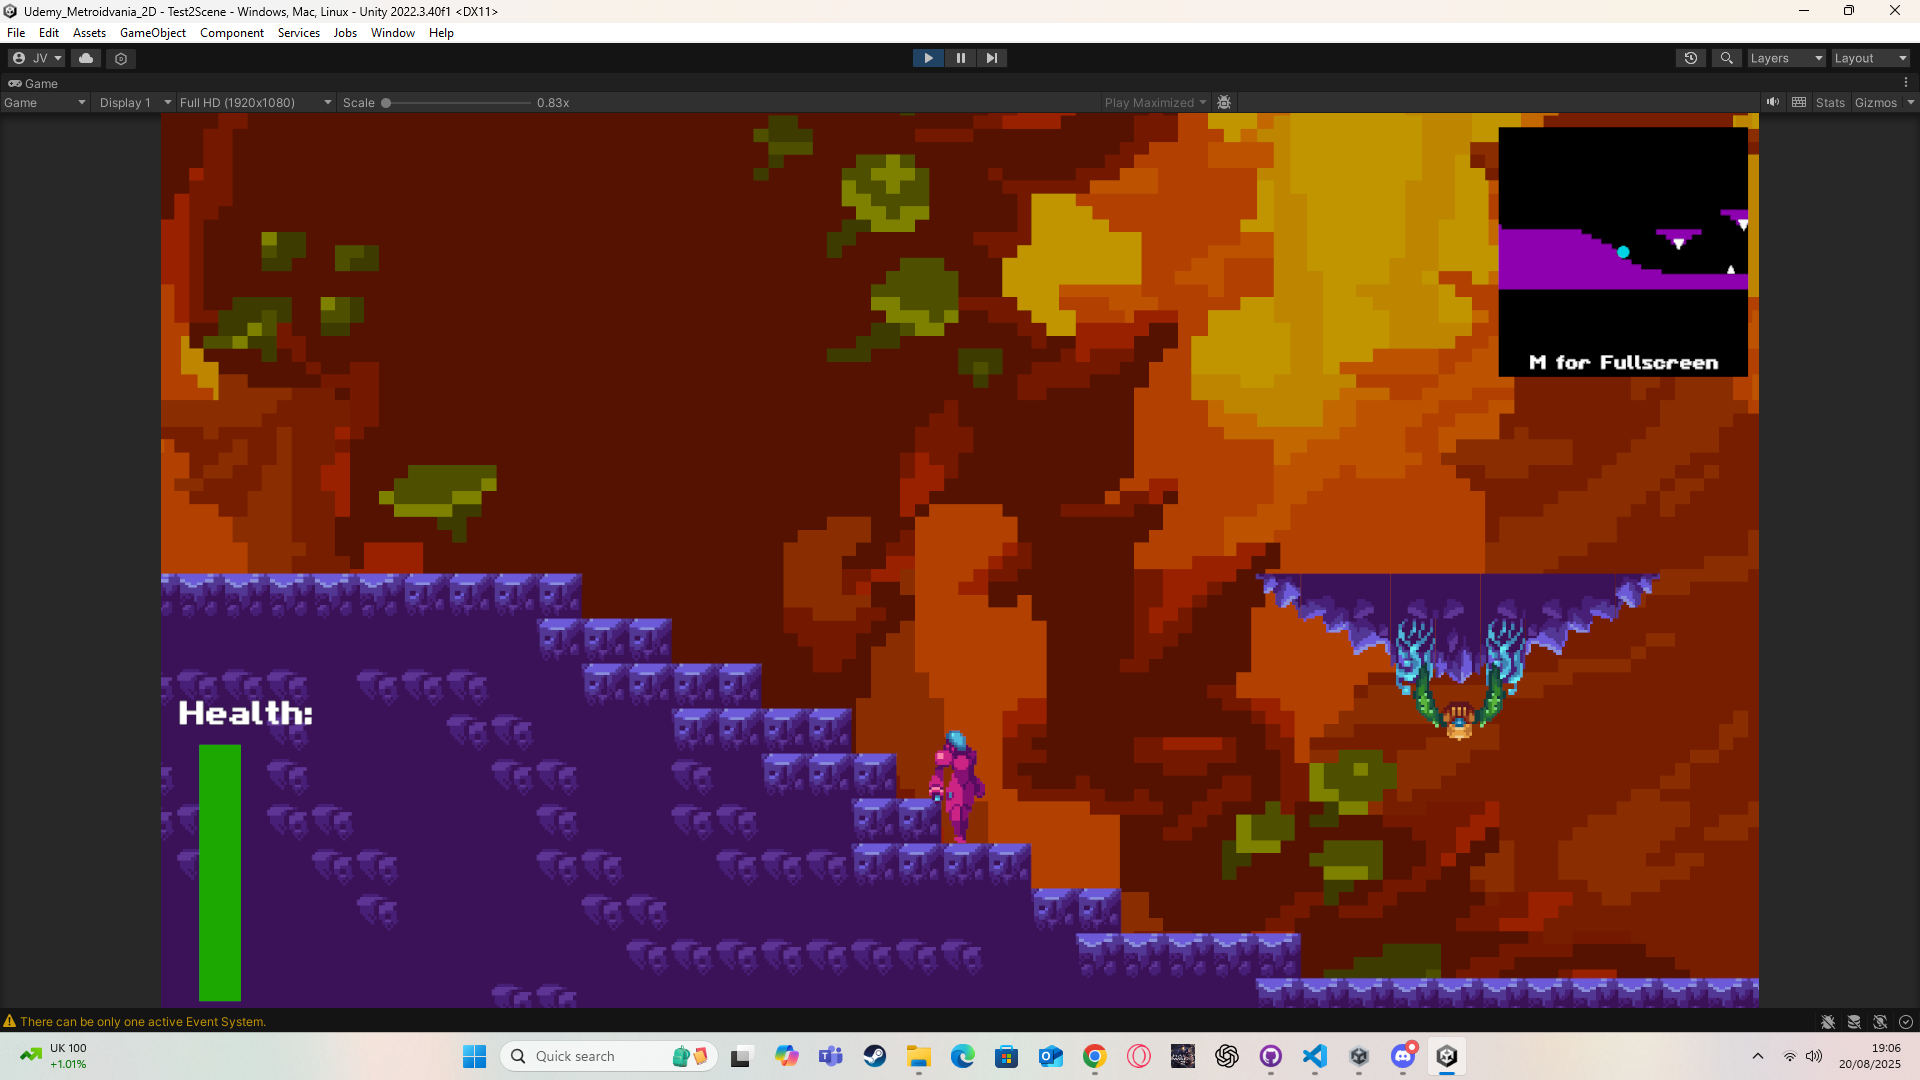 Udemy_Metroidvania_2D - Test2Scene - Windows, Mac, Linux - Unity 2022.3.40f1 <DX11>
File Edit Assets GameObject Component Services Jobs Window Help
JV Layers Layout
Game
Game Display 1 Full HD (1920x1080) Scale 0.83x Play Maximized Stats Gizmos
M for Fullscreen
Health:
There can be only one active Event System.
UK 100
+1.01%
Quick search
19:06
20/08/2025